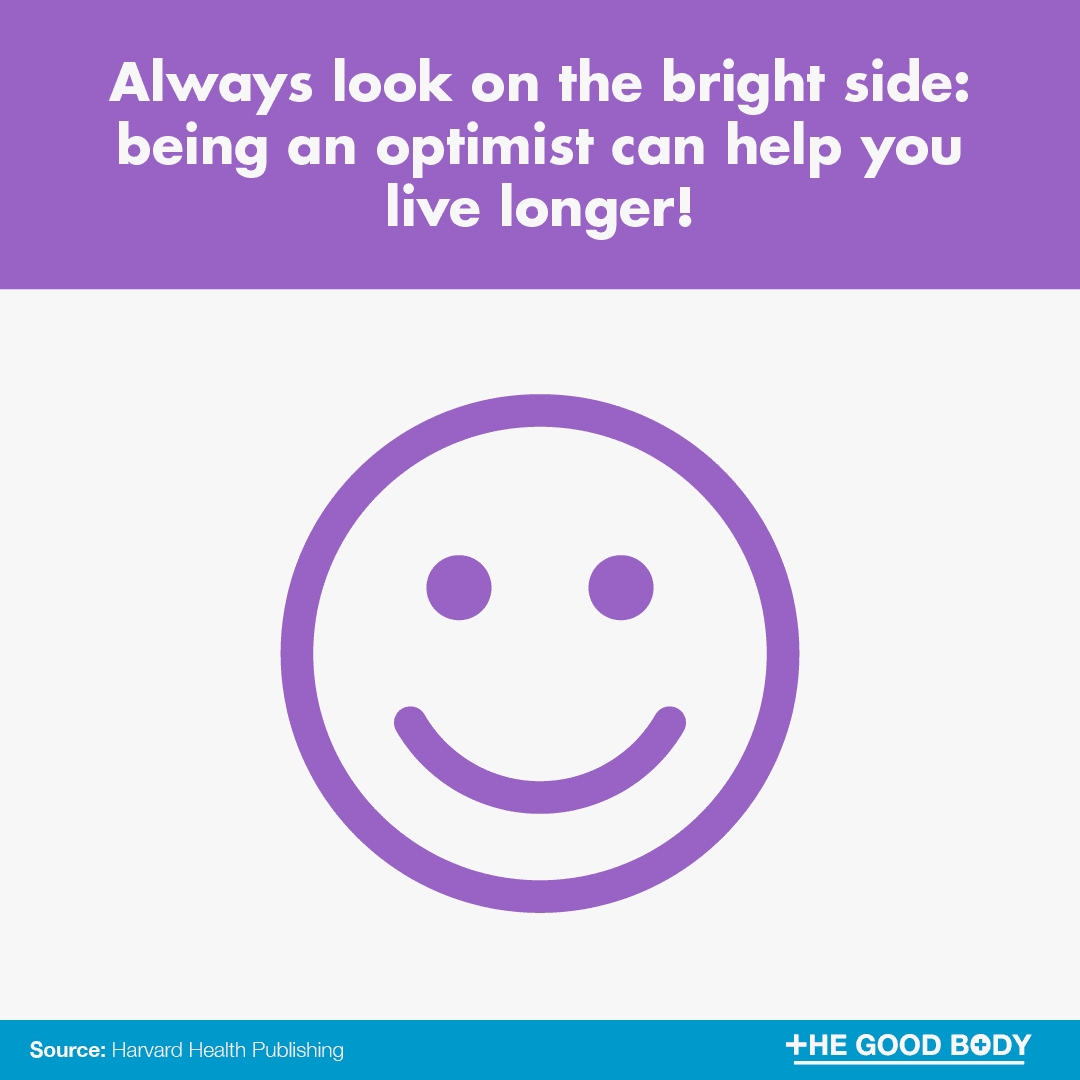 Always look on the bright side:
being an optimist can help you
live longer!
Source: Harvard Health Publishing
THE GOOD BODY